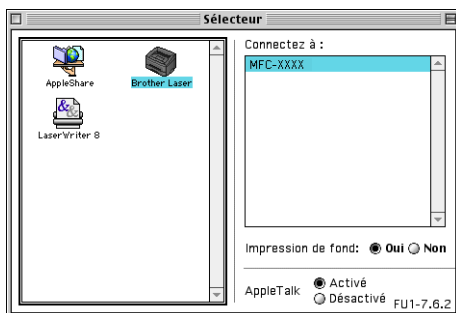 Sélecteur
AppleShare
Brother Laser
LaserWriter 8
Connectez à :
MFC-XXXX
Impression de fond: Oui Non
AppleTalk
Activé
Désactivé
FU1-7.6.2